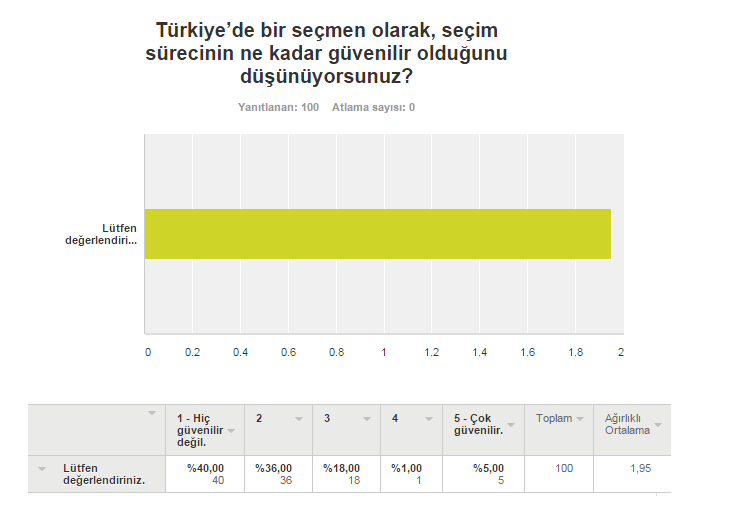 Türkiye’de bir seçmen olarak, seçim
sürecinin ne kadar güvenilir olduğunu
düşünüyorsunuz?
Yanıtlanan: 100 Atlama sayısı: 0
Lütfen
değerlendiri...
0 0.2 0.4 0.6 0.8 1 1.2 1.4 1.6 1.8 2
1 - Hiç
güvenilir
değil.
2
3
4
5 - Çok
güvenilir.
Toplam
Ağırlıklı
Ortalama
Lütfen
değerlendiriniz.
%40,00
40
%36,00
36
%18,00
18
%1,00
1
%5,00
5
100
1,95